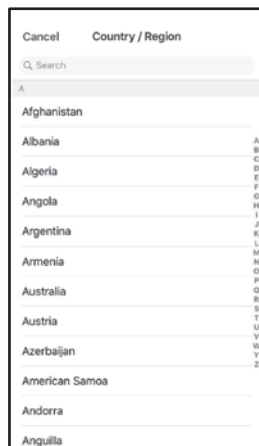 Cancel Country / Region
Search
A
Afghanistan
Albania
Algeria
Angola
Argentina
Armenia
Australia
Austria
Azerbaijan
American Samoa
Andorra
Anguilla
A
B
C
D
E
F
G
H
I
J
K
L
M
N
O
P
Q
R
S
T
U
V
W
Y
Z